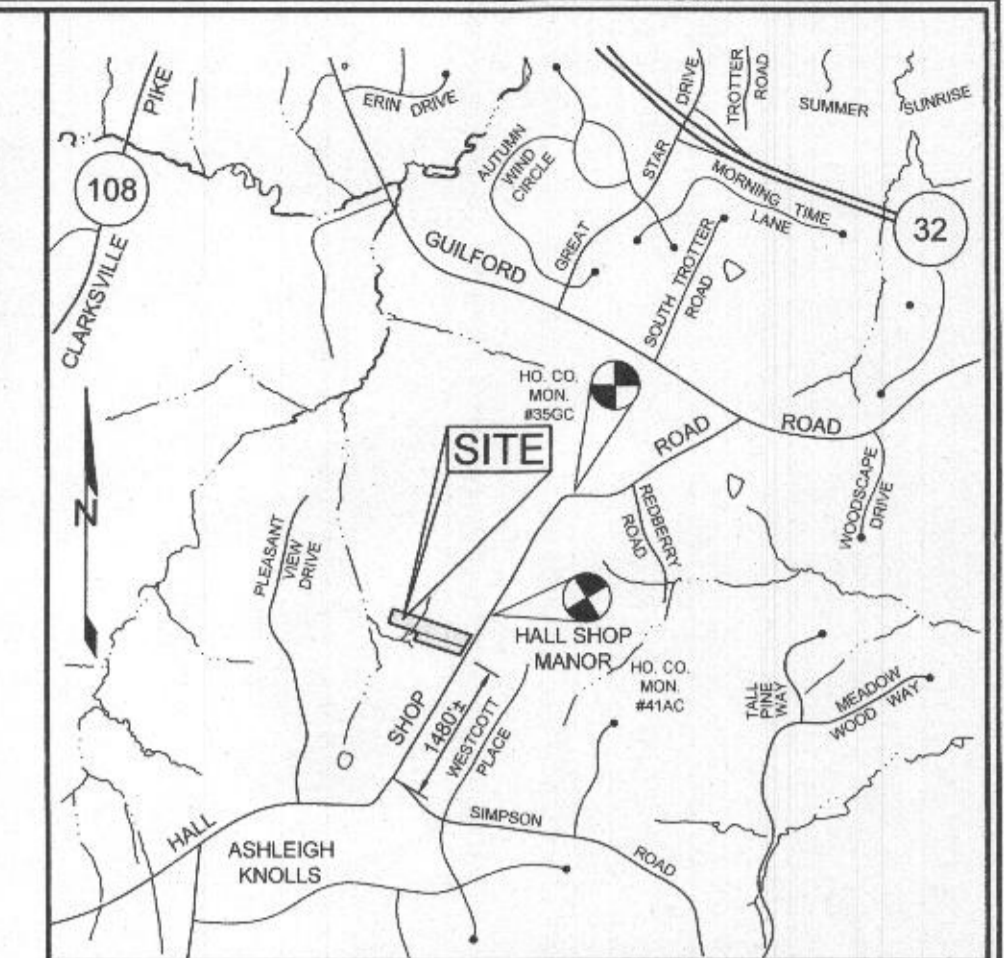 PIKE
108
CLARKSVILLE
ERIN DRIVE
AUTUMN
WIND
CIRCLE
GREAT
STAR
DRIVE
TROTTER
ROAD
SUMMER
SUNRISE
MORNING TIME
LANE
32
GUILFORD
SOUTH TROTTER
ROAD
HO. CO.
MON.
#35GC
ROAD
ROAD
SITE
N
PLEASANT
VIEW
DRIVE
REDBERRY
ROAD
WOODSCAPE
DRIVE
HALL SHOP
MANOR
HO. CO.
MON.
#41AC
TALL
PINE
WAY
MEADOW
WOOD WAY
SHOP
1480'±
WESTCOTT
PLACE
HALL
SIMPSON
ROAD
ASHLEIGH
KNOLLS